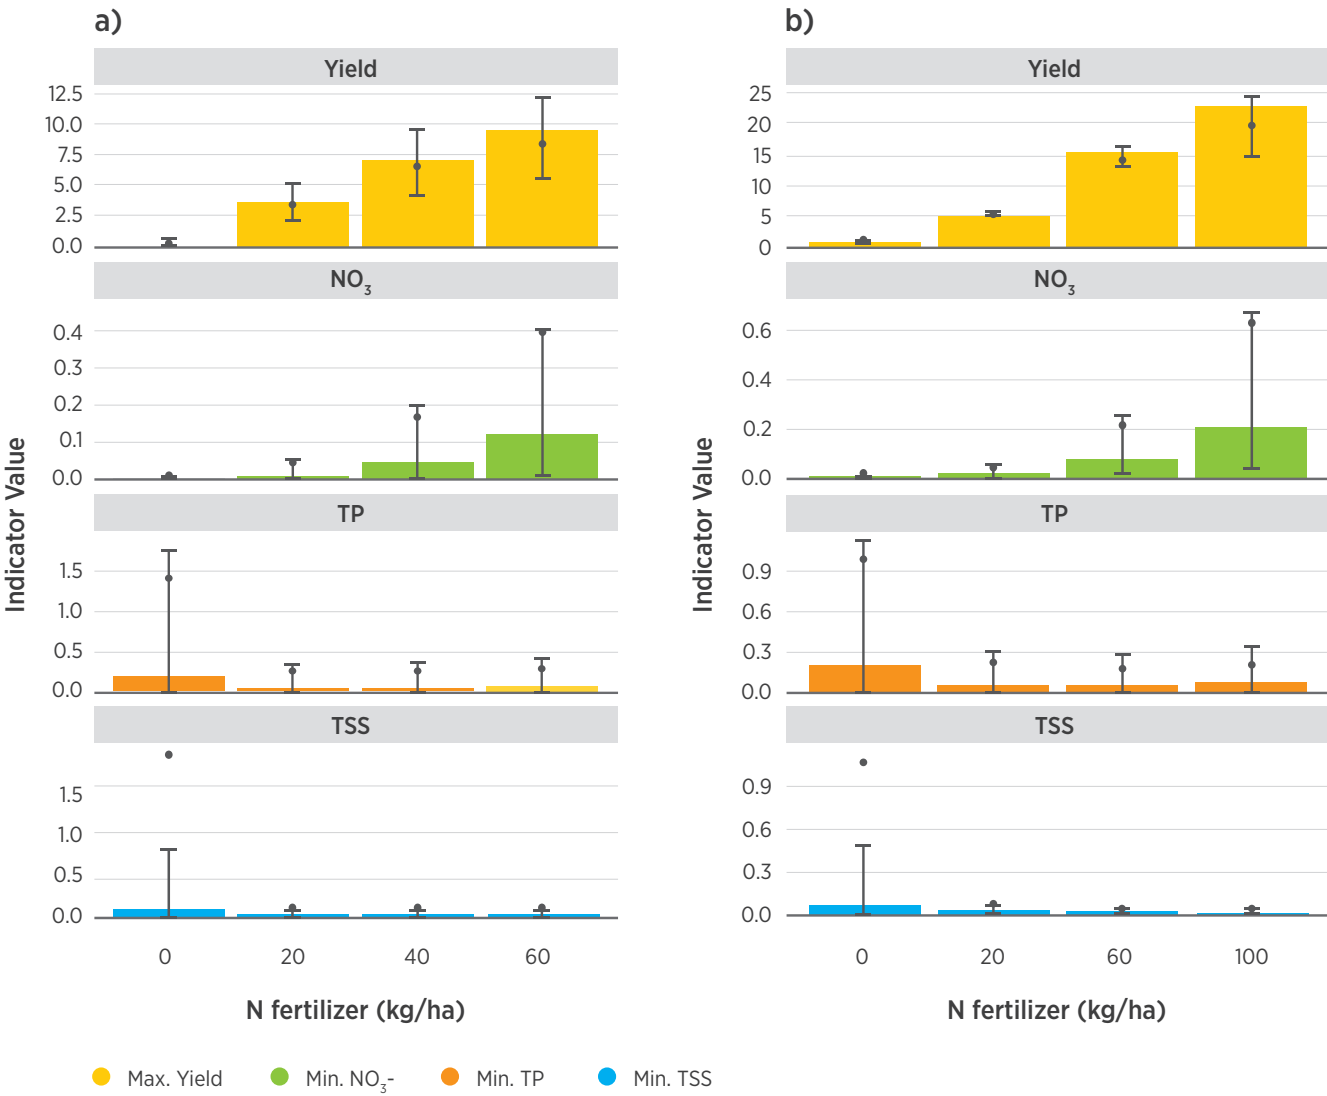 a)
Yield
12.5
10.0
7.5
5.0
2.5
0.0
NO3
0.4
0.3
0.2
0.1
0.0
TP
1.5
1.0
0.5
0.0
TSS
1.5
1.0
0.5
0.0
0 20 40 60
N fertilizer (kg/ha)
Indicator Value
b)
Yield
25
20
15
10
5
0
NO3
0.6
0.4
0.2
0.0
TP
0.9
0.6
0.3
0.0
TSS
0.9
0.6
0.3
0.0
0 20 60 100
N fertilizer (kg/ha)
Indicator Value
Max. Yield Min. NO3- Min. TP Min. TSS